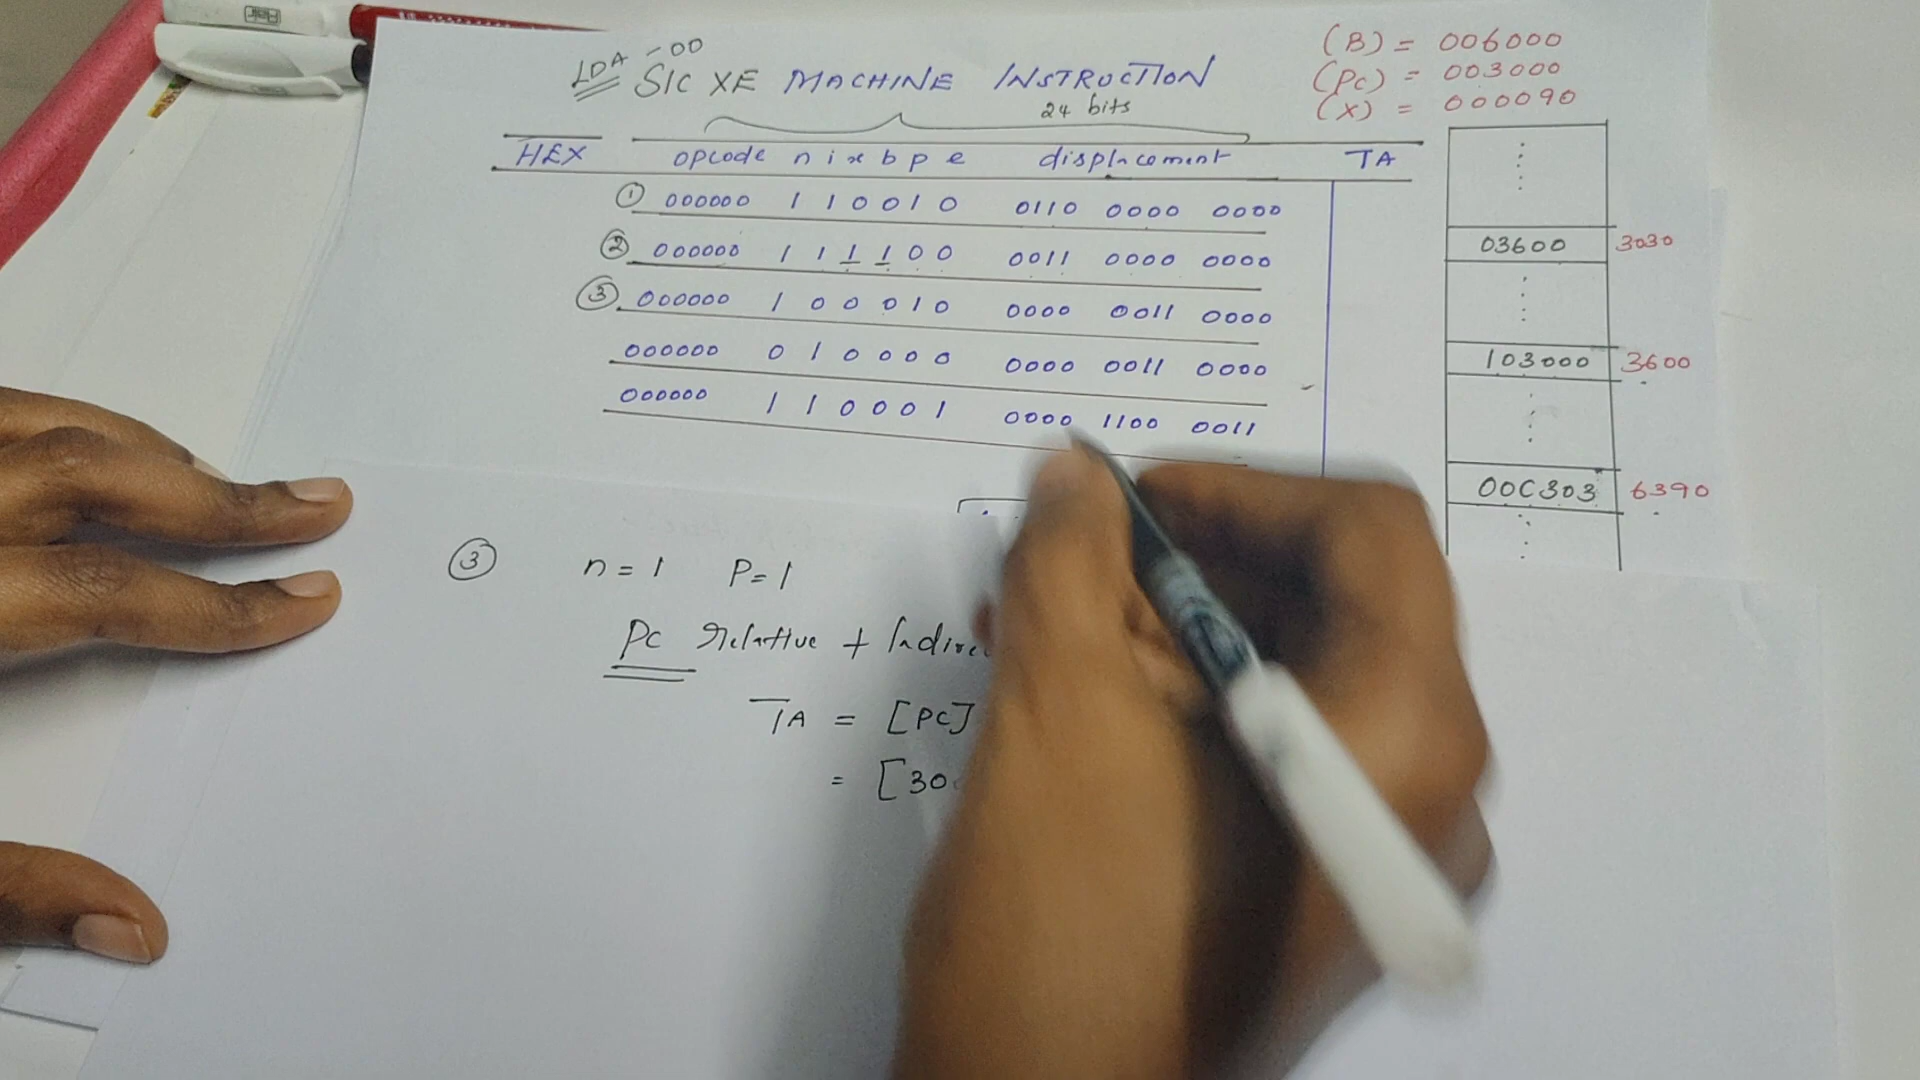 LDA - 00
SIC XE MACHINE INSTRUCTION
24 bits
(B) = 006000
(PC) = 003000
(X) = 000090
HEX opcode n i x b p e displacement TA
① 000000 1 1 0 0 1 0 0110 0000 0000
② 000000 1 1 1 1 0 0 0011 0000 0000
③ 000000 1 0 0 0 1 0 0000 0011 0000
000000 0 1 0 0 0 0 0000 0011 0000
000000 1 1 0 0 0 1 0000 1100 0011
03600 3030
103000 3600
00C303 6390
③ n = 1 P = 1
PC relative +
TA = [PC]
= [30